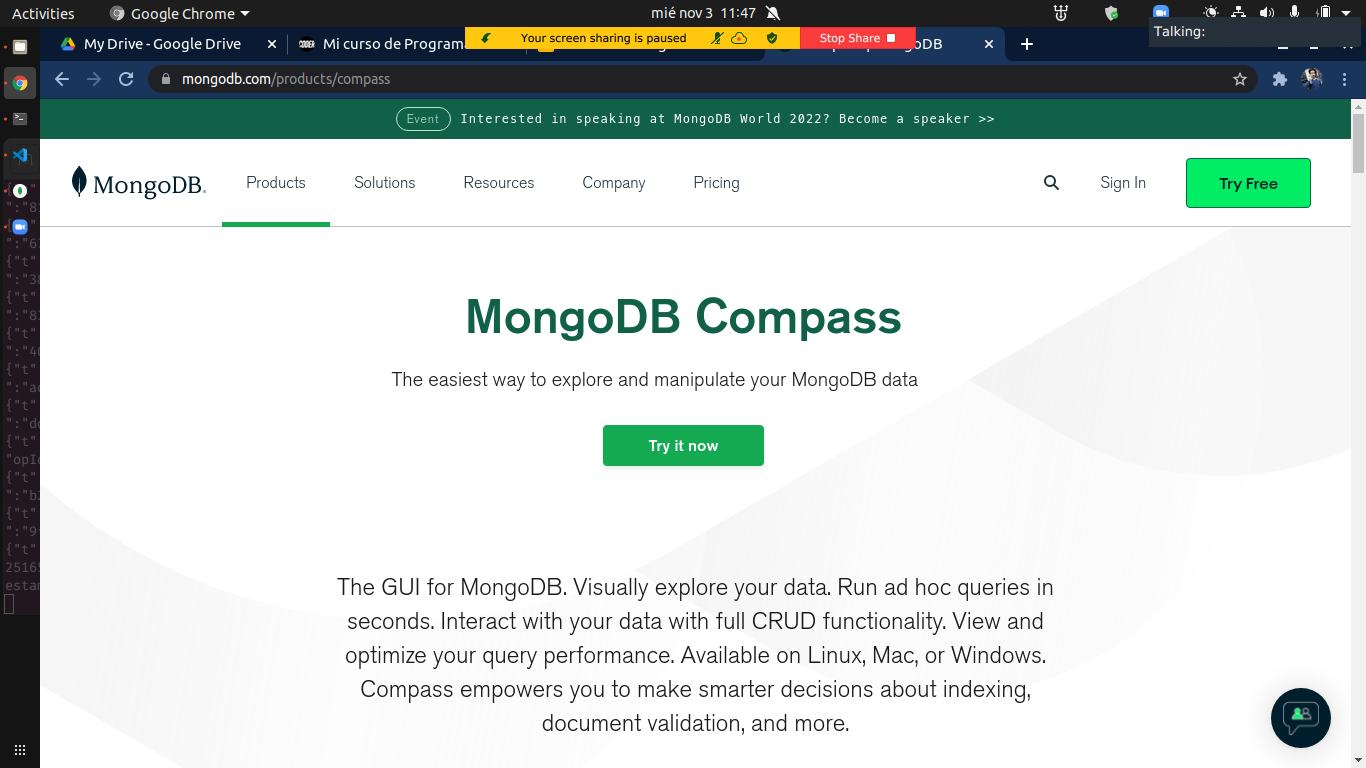 Activities
Google Chrome
mié nov 3 11:47
Talking:
My Drive - Google Drive
Mi curso de Programa
Your screen sharing is paused
Stop Share
DB
mongodb.com/products/compass
Event
Interested in speaking at MongoDB World 2022? Become a speaker >>
MongoDB.
Products
Solutions
Resources
Company
Pricing
Sign In
Try Free
MongoDB Compass
The easiest way to explore and manipulate your MongoDB data
Try it now
The GUI for MongoDB. Visually explore your data. Run ad hoc queries in
seconds. Interact with your data with full CRUD functionality. View and
optimize your query performance. Available on Linux, Mac, or Windows.
Compass empowers you to make smarter decisions about indexing,
document validation, and more.
{"t"
{"t"
{"t"
{"t"
{"t"
"opI
{"t"
{"t"
{"t"
25165
estam